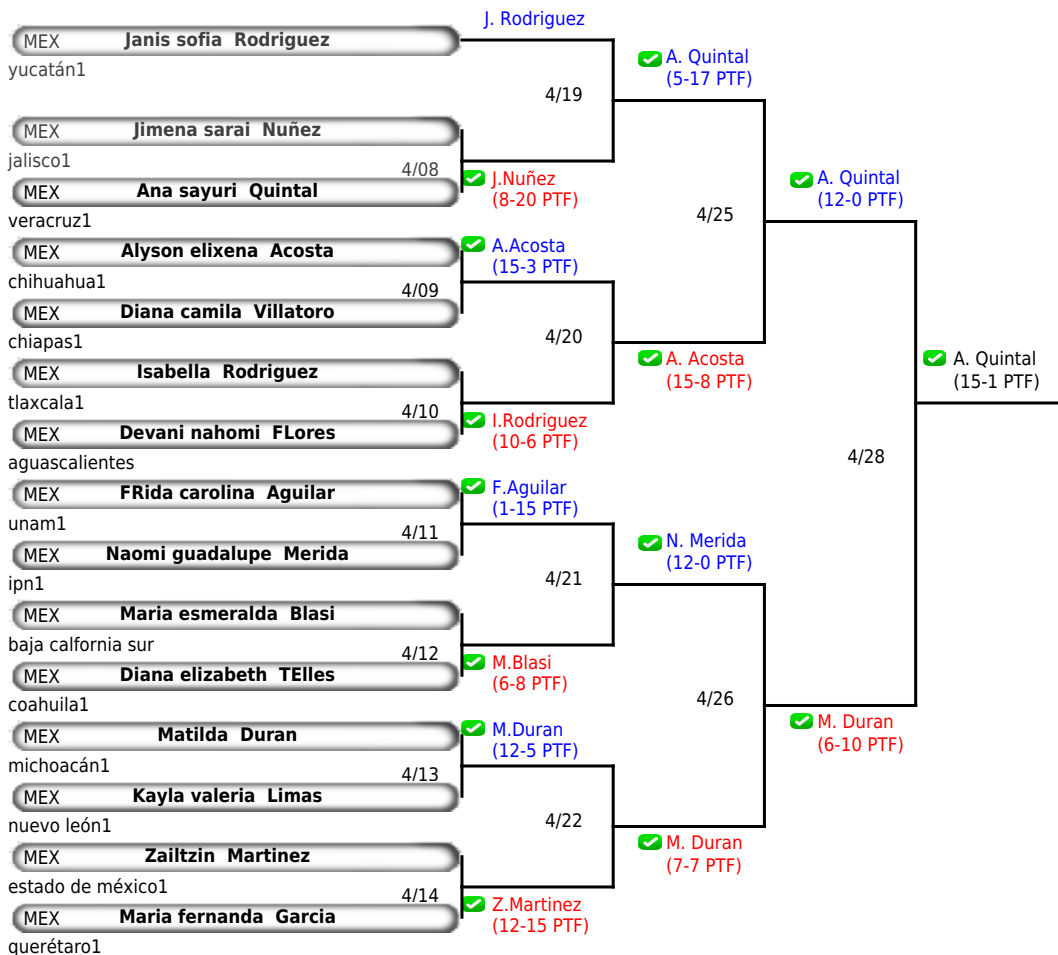 J. Rodriguez
MEX Janis sofia Rodriguez
yucatán1
A. Quintal
(5-17 PTF)
4/19
MEX Jimena sarai Nuñez
jalisco1
4/08
J.Nuñez
(8-20 PTF)
MEX Ana sayuri Quintal
veracruz1
A. Quintal
(12-0 PTF)
4/25
MEX Alyson elixena Acosta
chihuahua1
A.Acosta
(15-3 PTF)
4/09
MEX Diana camila Villatoro
chiapas1
4/20
MEX Isabella Rodriguez
tlaxcala1
A. Acosta
(15-8 PTF)
A. Quintal
(15-1 PTF)
4/10
I.Rodriguez
(10-6 PTF)
MEX Devani nahomi FLores
aguascalientes
4/28
MEX FRida carolina Aguilar
unam1
F.Aguilar
(1-15 PTF)
4/11
MEX Naomi guadalupe Merida
ipn1
N. Merida
(12-0 PTF)
4/21
MEX Maria esmeralda Blasi
baja calfornia sur
4/12
M.Blasi
(6-8 PTF)
MEX Diana elizabeth TElles
coahuila1
4/26
MEX Matilda Duran
michoacán1
M.Duran
(12-5 PTF)
M. Duran
(6-10 PTF)
4/13
MEX Kayla valeria Limas
nuevo león1
4/22
MEX Zailtzin Martinez
estado de méxico1
M. Duran
(7-7 PTF)
4/14
Z.Martinez
(12-15 PTF)
MEX Maria fernanda Garcia
querétaro1